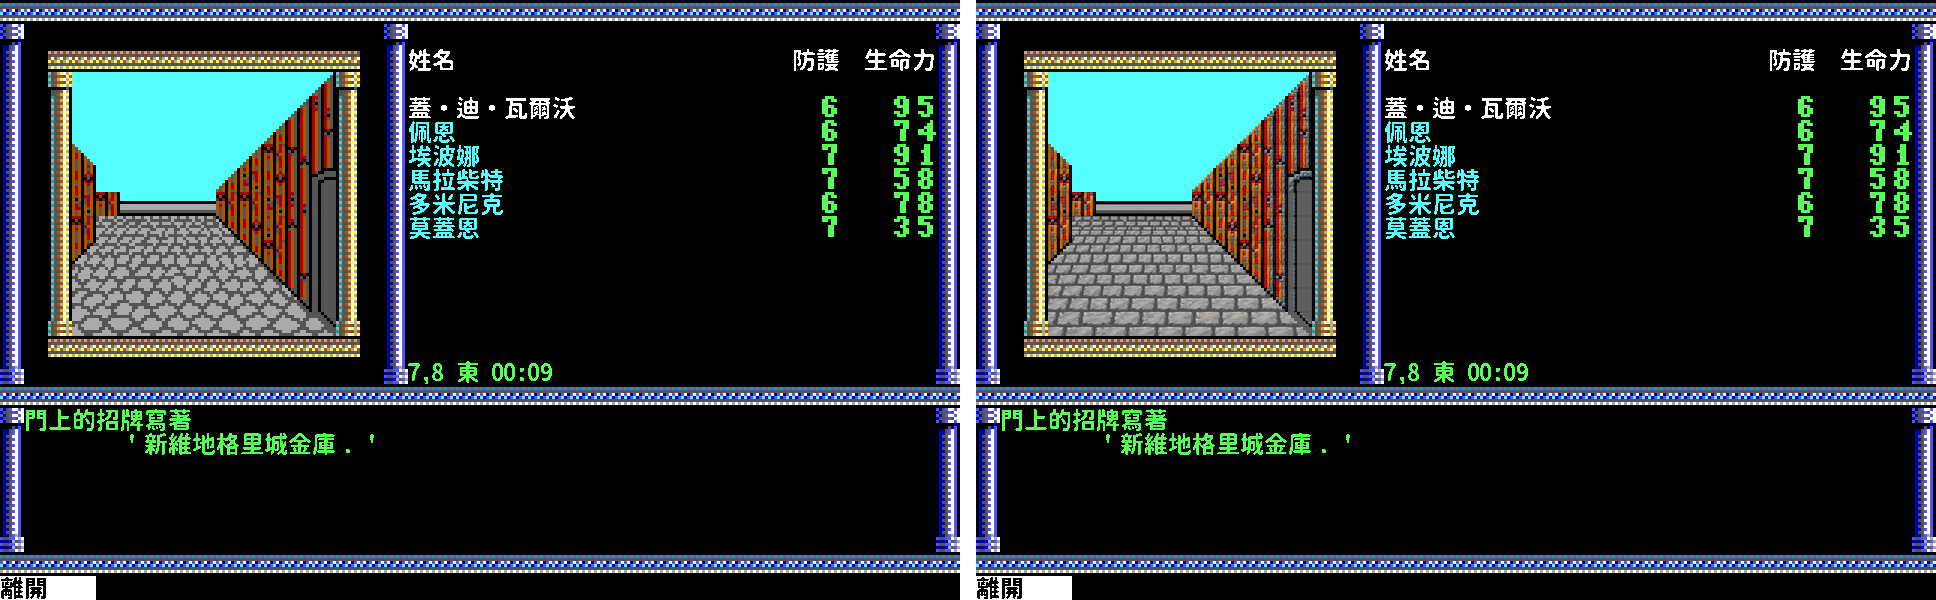 姓名 防護 生命力
蓋・迪・瓦爾沃 6 95
佩恩 6 74
埃波娜 7 91
馬拉柴特 7 58
多米尼克 6 78
莫蓋恩 7 35
7,8 東 00:09
門上的招牌寫著
'新維地格里城金庫.'
離開
姓名 防護 生命力
蓋・迪・瓦爾沃 6 95
佩恩 6 74
埃波娜 7 91
馬拉柴特 7 58
多米尼克 6 78
莫蓋恩 7 35
7,8 東 00:09
門上的招牌寫著
'新維地格里城金庫.'
離開